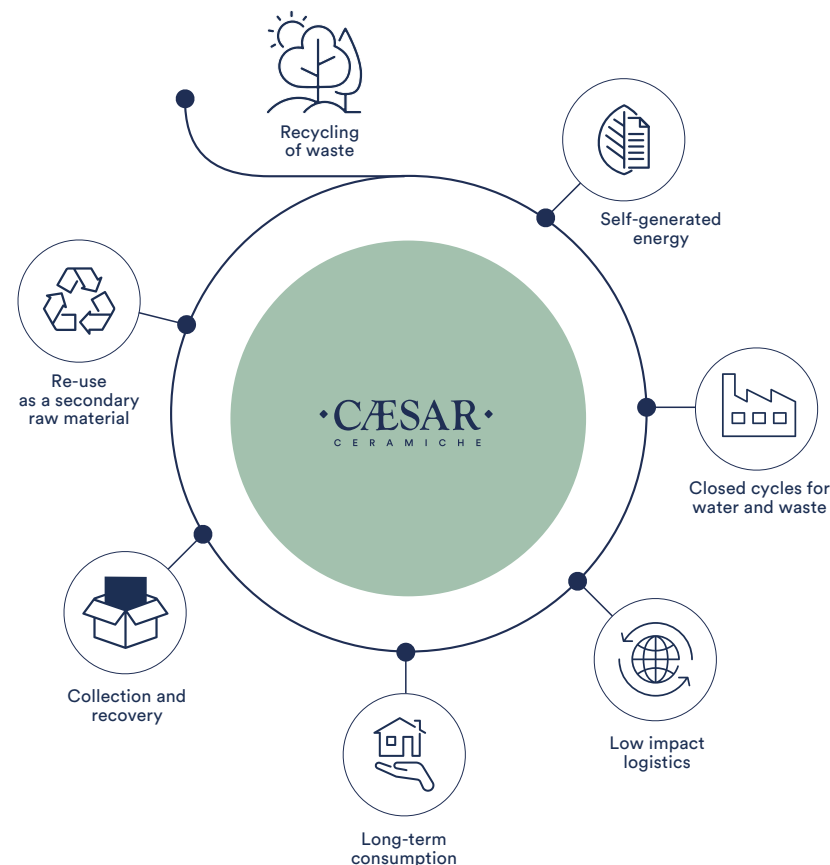 Recycling
of waste
Self-generated
energy
Closed cycles for
water and waste
Low impact
logistics
Long-term
consumption
Collection and
recovery
Re-use
as a secondary
raw material
CÆSAR
CERAMICHE